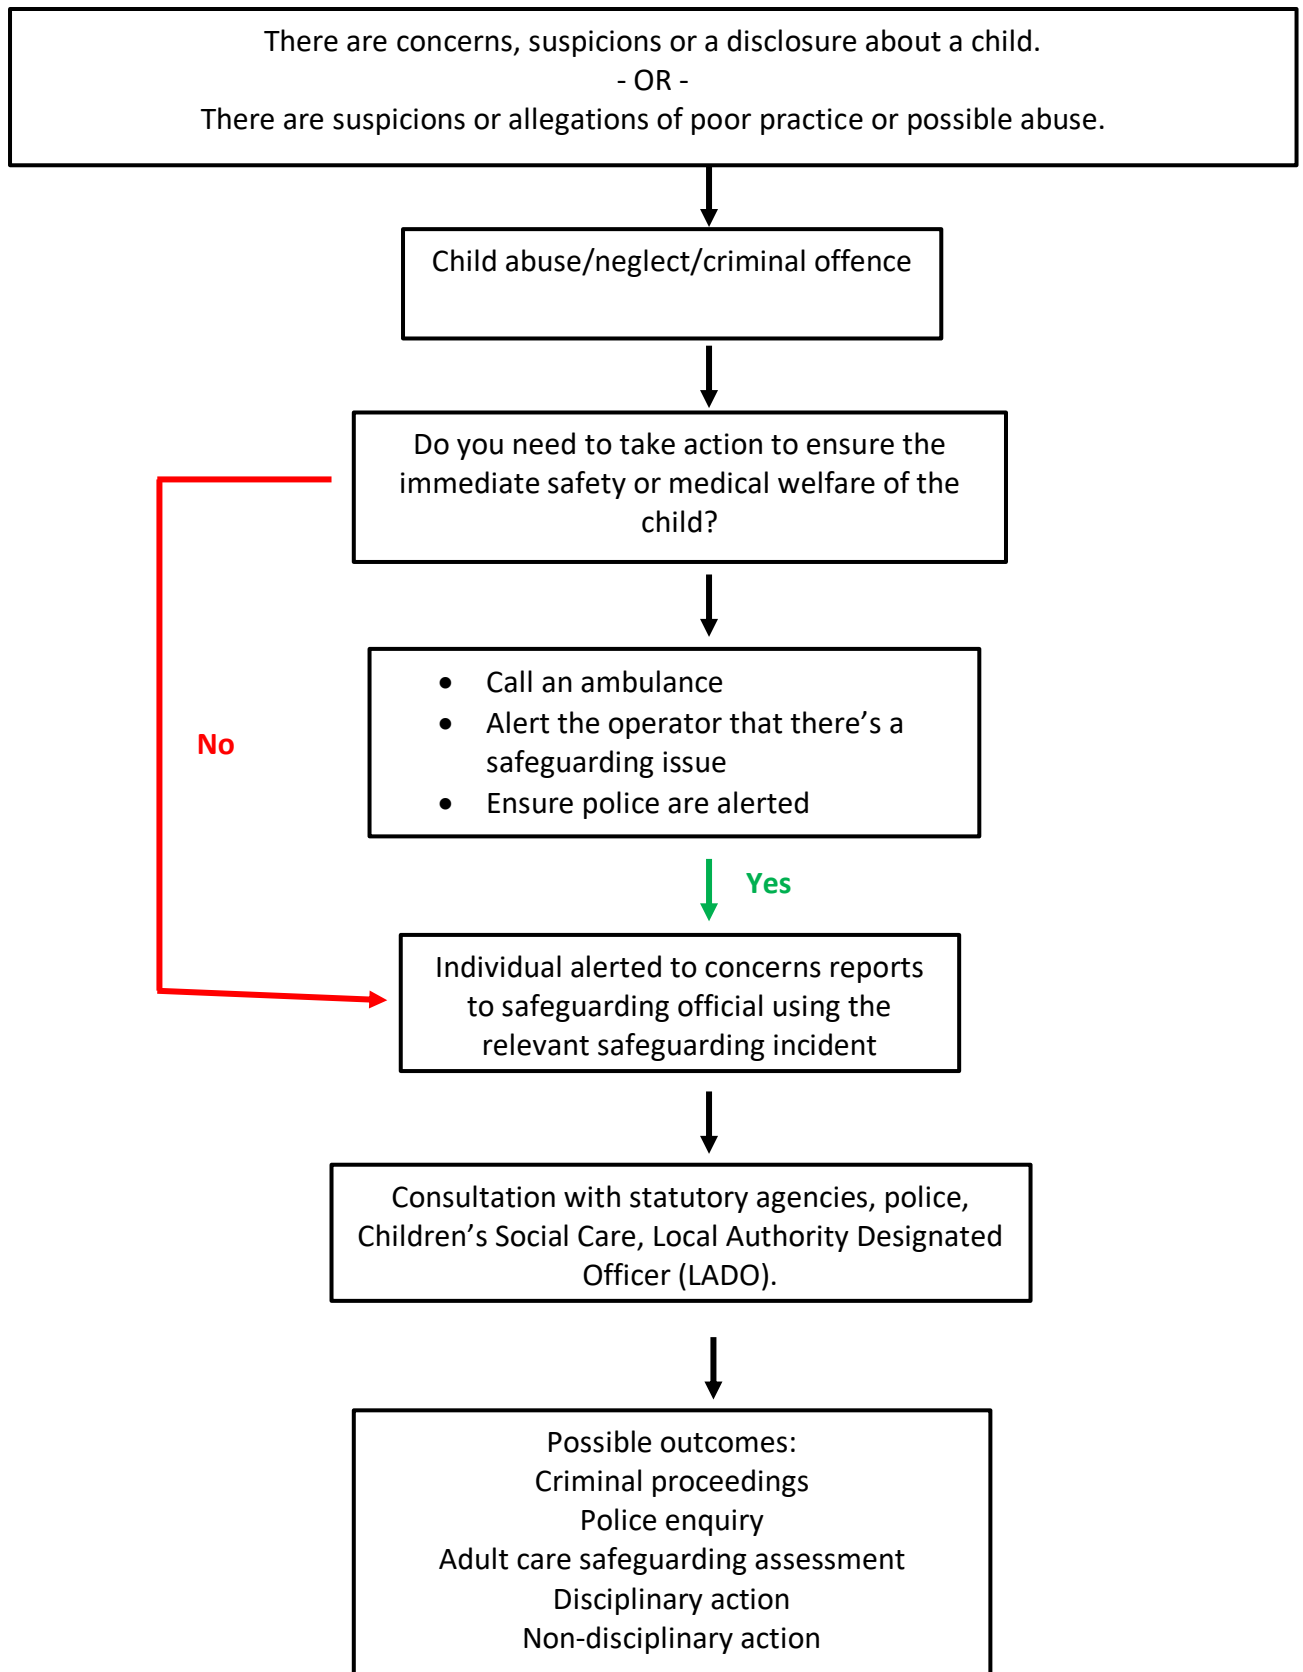 There are concerns, suspicions or a disclosure about a child.
- OR -
There are suspicions or allegations of poor practice or possible abuse.
Child abuse/neglect/criminal offence
Do you need to take action to ensure the
immediate safety or medical welfare of the
child?
• Call an ambulance
• Alert the operator that there’s a
safeguarding issue
• Ensure police are alerted
No
Yes
Individual alerted to concerns reports
to safeguarding official using the
relevant safeguarding incident
Consultation with statutory agencies, police,
Children’s Social Care, Local Authority Designated
Officer (LADO).
Possible outcomes:
Criminal proceedings
Police enquiry
Adult care safeguarding assessment
Disciplinary action
Non-disciplinary action